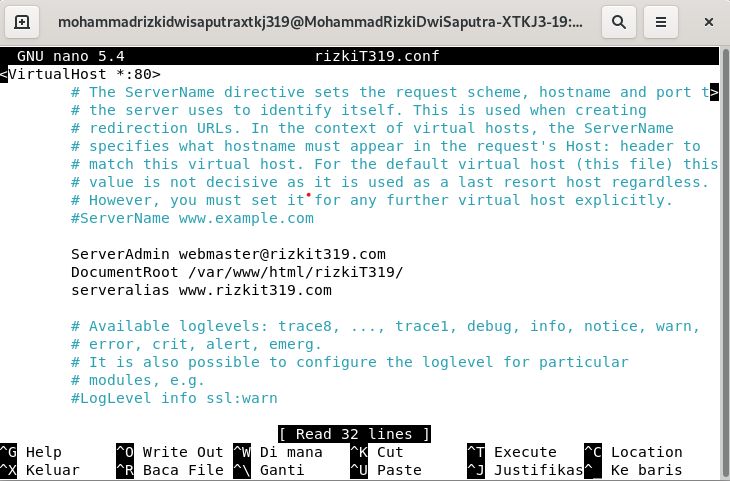 mohammadrizkidwisaputraxtkj319@MohammadRizkiDwiSaputra-XTKJ3-19:...
GNU nano 5.4 rizkiT319.conf
<VirtualHost *:80>
# The ServerName directive sets the request scheme, hostname and port t>
# the server uses to identify itself. This is used when creating
# redirection URLs. In the context of virtual hosts, the ServerName
# specifies what hostname must appear in the request's Host: header to
# match this virtual host. For the default virtual host (this file) this
# value is not decisive as it is used as a last resort host regardless.
# However, you must set it for any further virtual host explicitly.
#ServerName www.example.com
ServerAdmin webmaster@rizkit319.com
DocumentRoot /var/www/html/rizkiT319/
serveralias www.rizkit319.com
# Available loglevels: trace8, ..., trace1, debug, info, notice, warn,
# error, crit, alert, emerg.
# It is also possible to configure the loglevel for particular
# modules, e.g.
#LogLevel info ssl:warn
[ Read 32 lines ]
^G Help ^O Write Out ^W Di mana ^K Cut ^T Execute ^C Location
^X Keluar ^R Baca File ^\ Ganti ^U Paste ^J Justifikas ^_ Ke baris